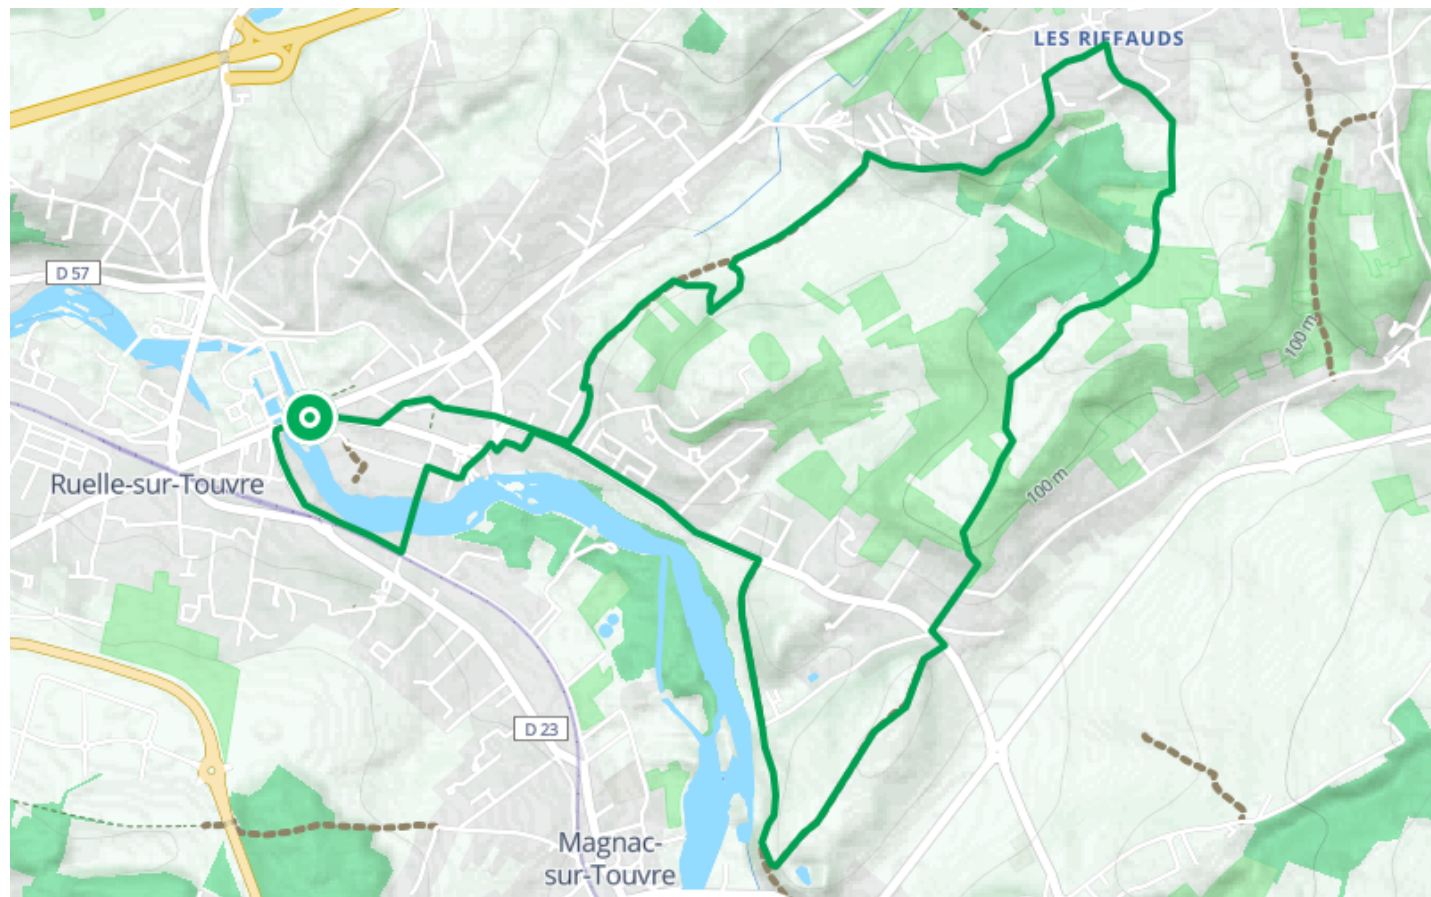 LES RIFFAUDS
D 57
100 m
Ruelle-sur-Touvre
100 m
D 23
Magnac-
sur-Touvre